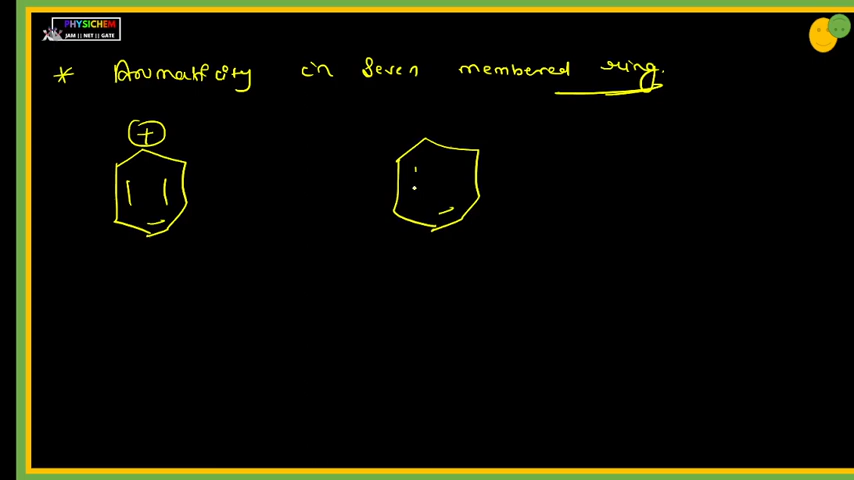 PHYSICHEM
JAM || NET || GATE
* Aromaticity in Seven membered ring.
+